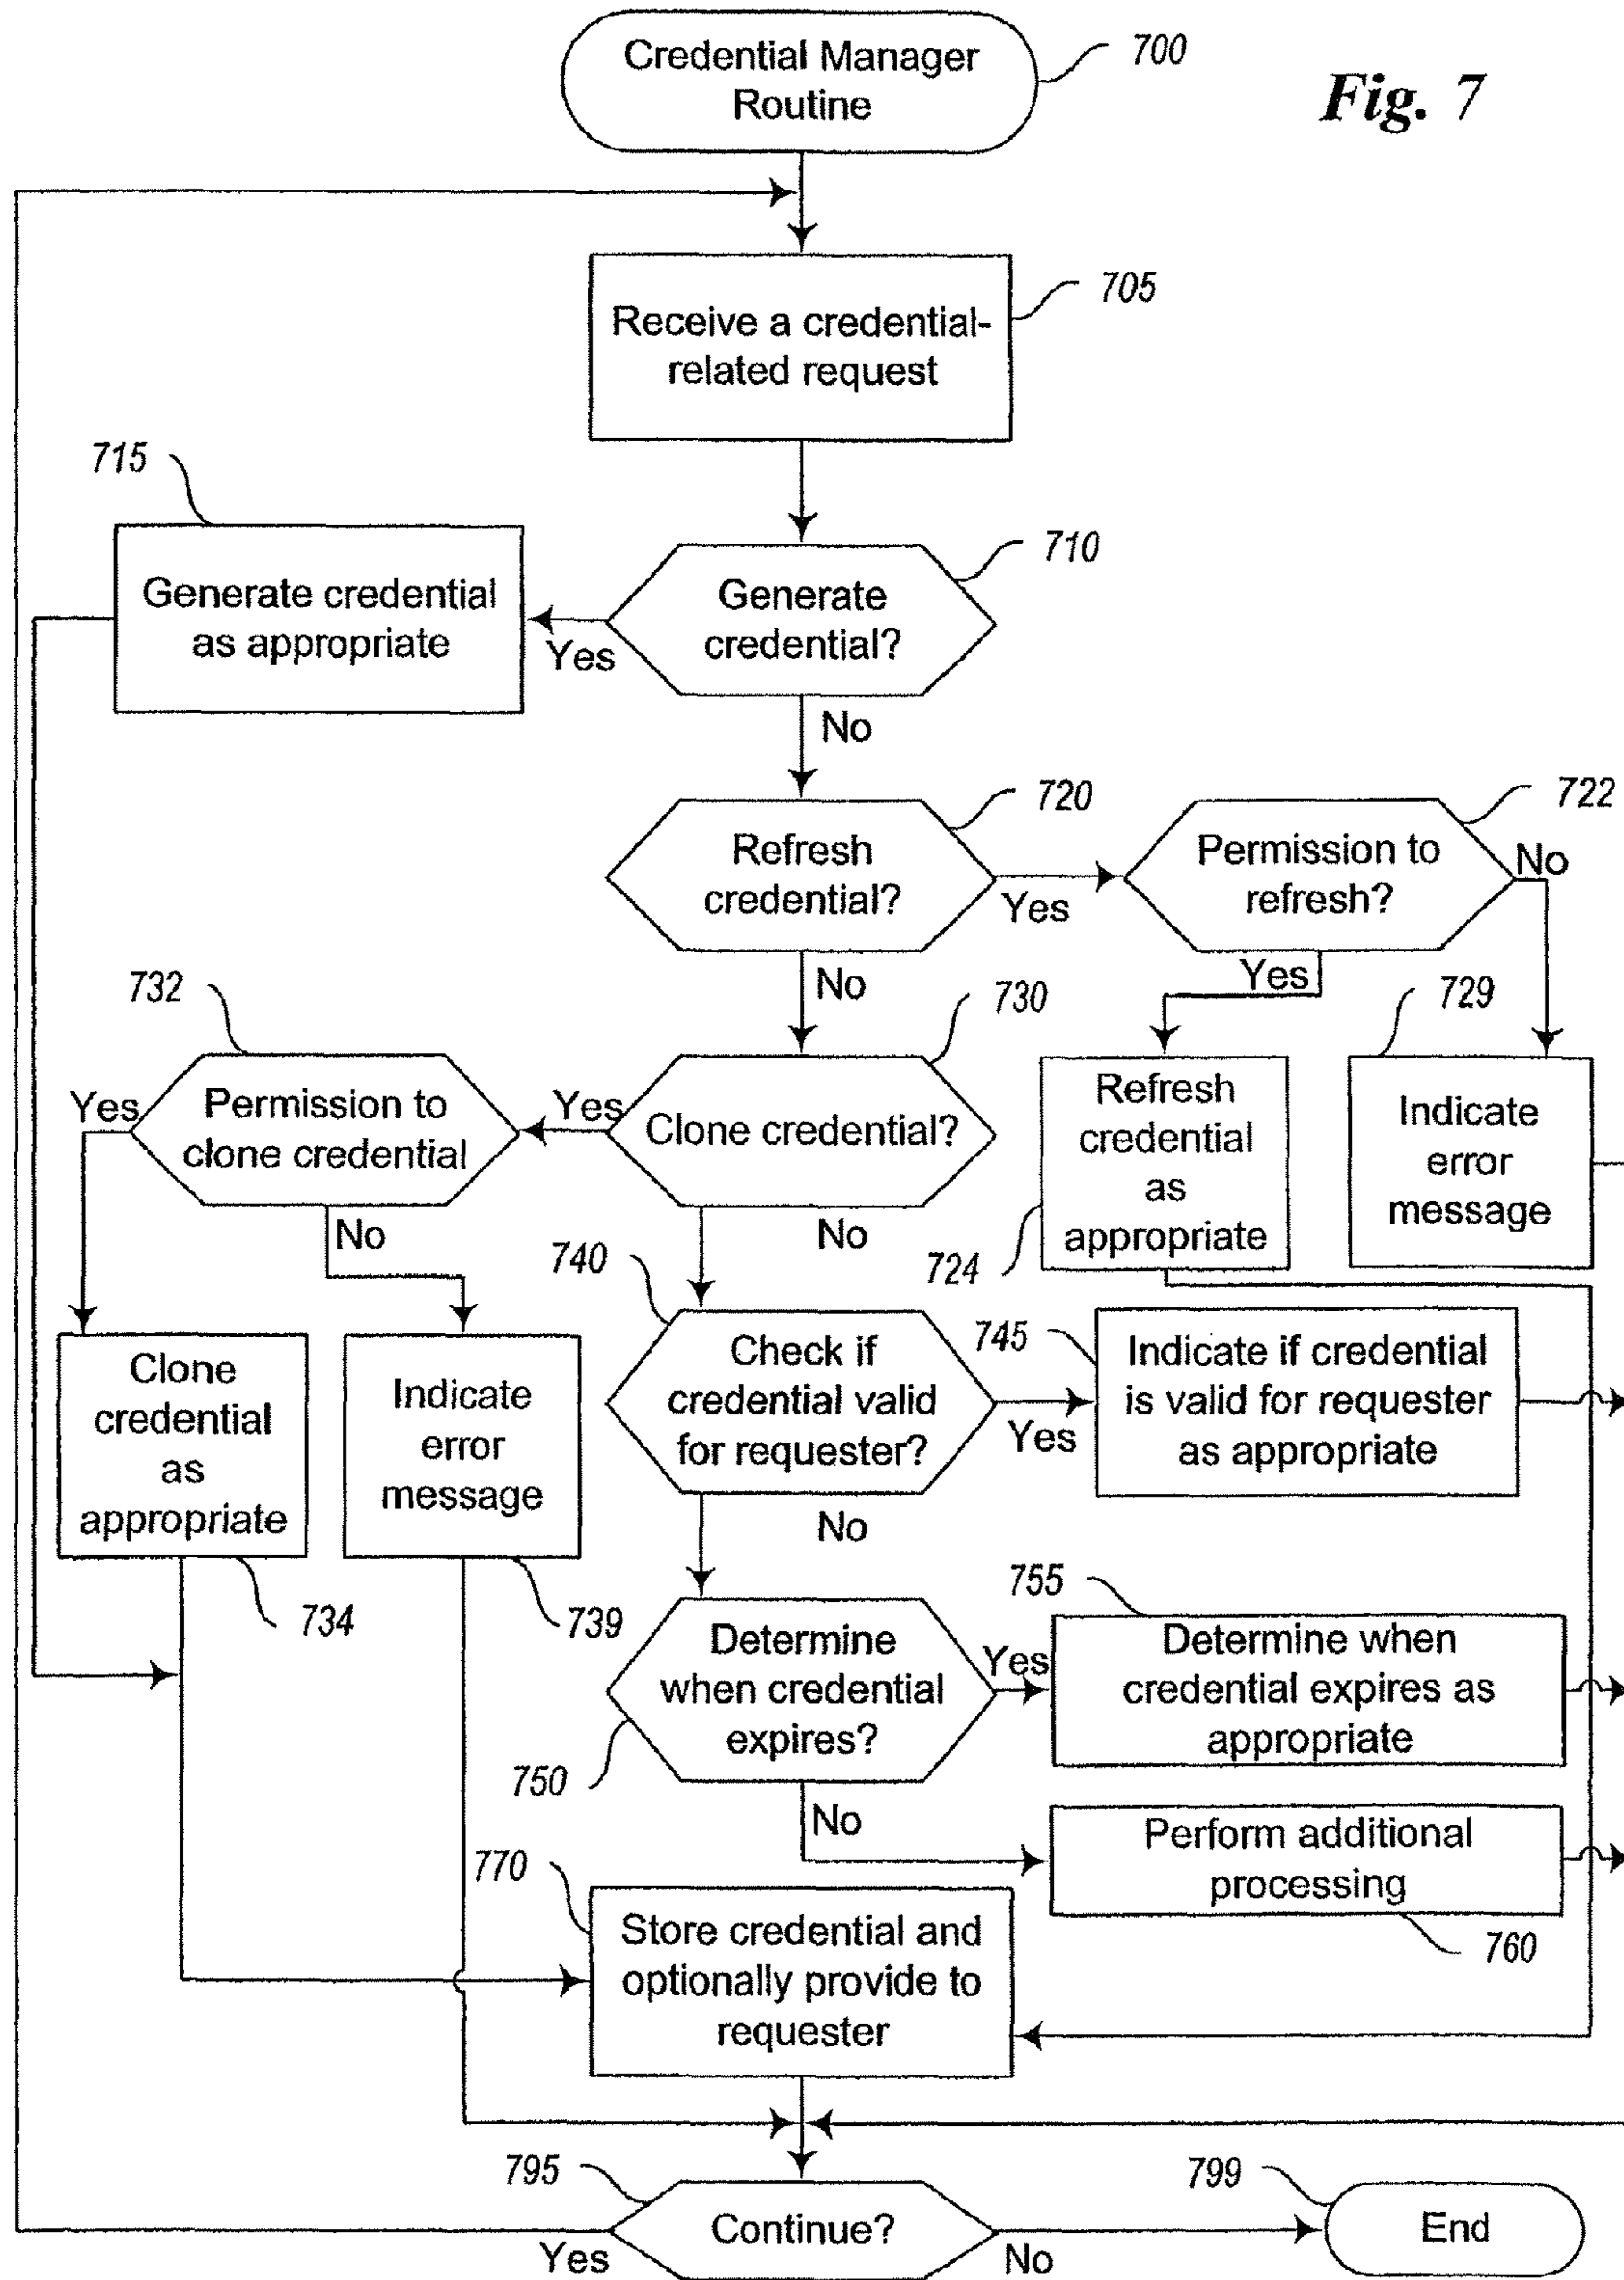 Credential Manager
Routine
700
Fig. 7
Receive a credential-
related request
705
715
Generate credential
as appropriate
Yes
Generate
credential?
710
No
Refresh
credential?
720
Yes
Permission to
refresh?
722
No
Yes
No
732
Permission to
clone credential
Yes
Yes
Clone credential?
730
Refresh
credential
as
appropriate
724
729
Indicate
error
message
No
No
740
Clone
credential
as
appropriate
734
Indicate
error
message
739
Check if
credential valid
for requester?
Yes
745
Indicate if credential
is valid for requester
as appropriate
No
Determine
when credential
expires?
750
Yes
755
Determine when
credential expires as
appropriate
No
Perform additional
processing
760
770
Store credential and
optionally provide to
requester
795
Continue?
Yes
No
799
End